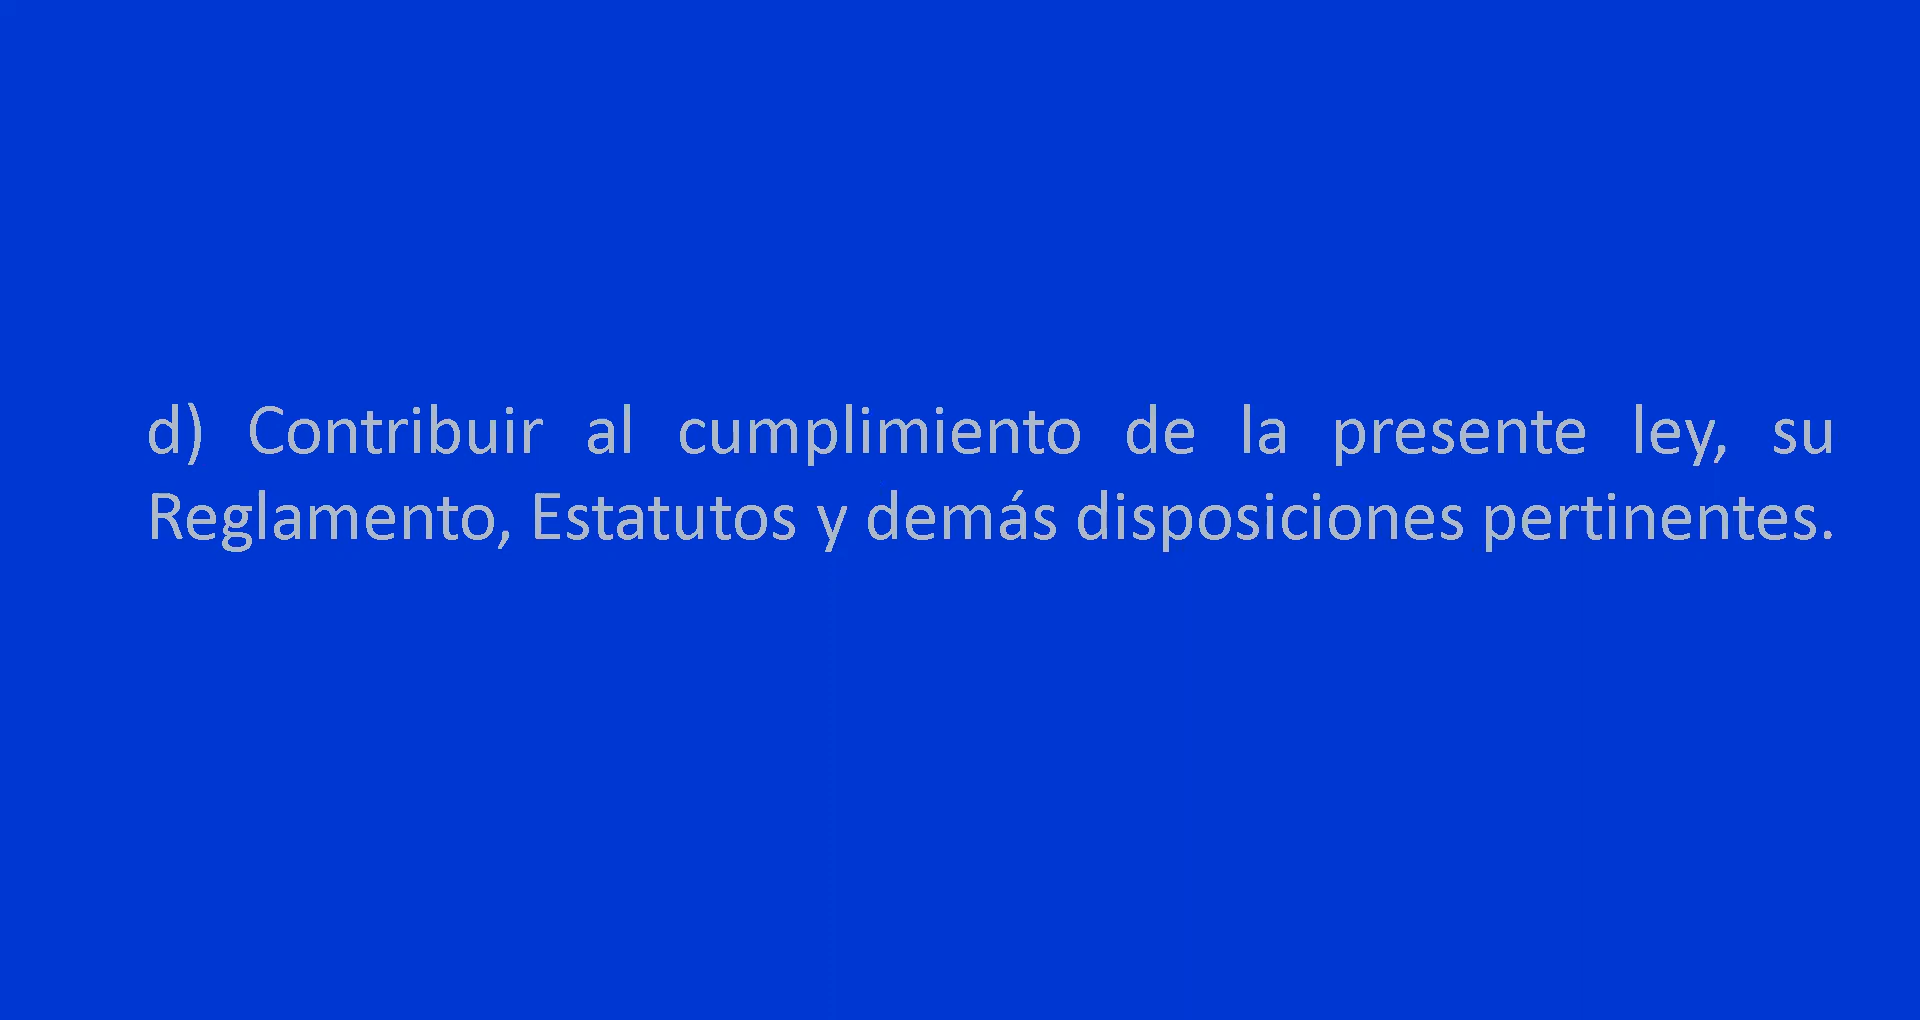 d) Contribuir al cumplimiento de la presente ley, su
Reglamento, Estatutos y demás disposiciones pertinentes.